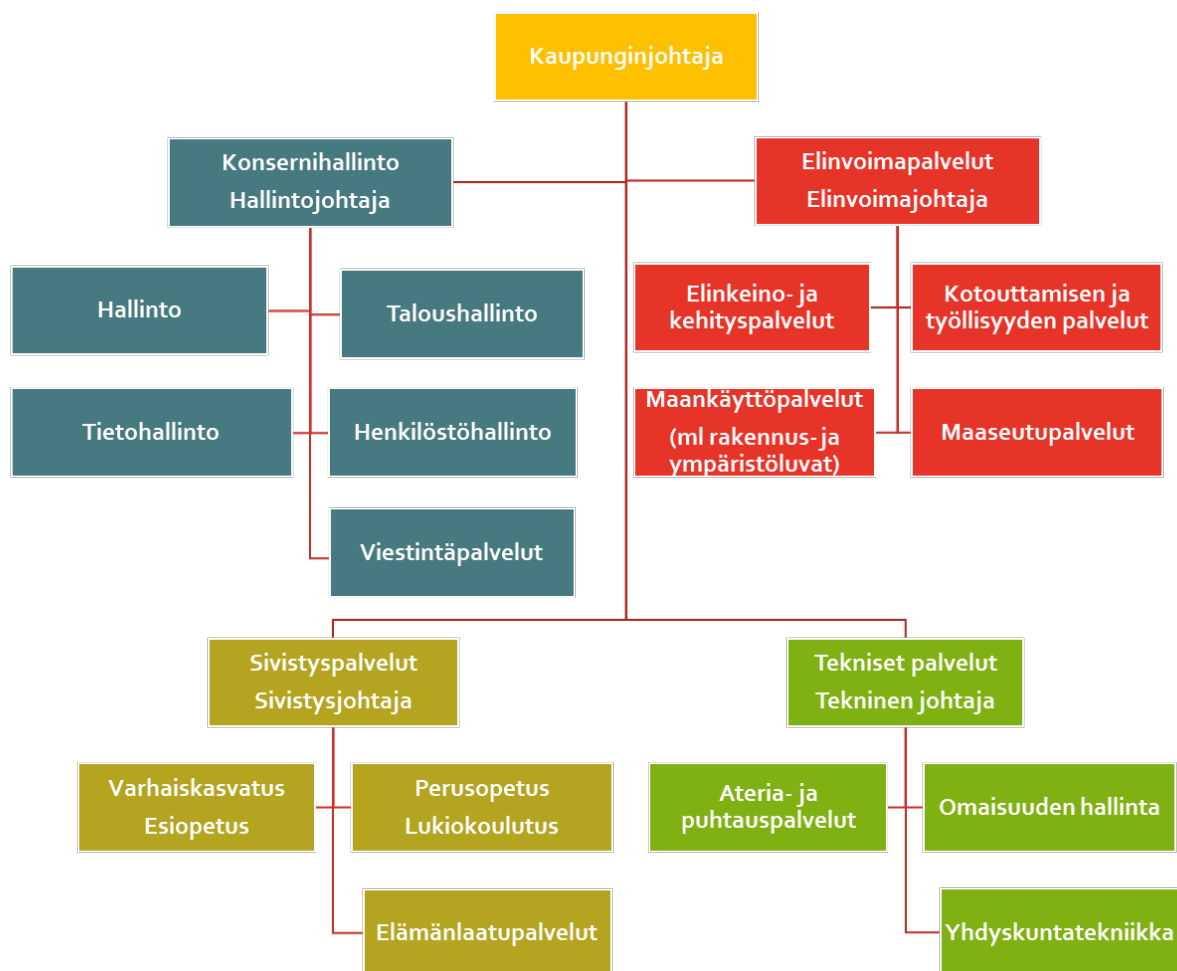 Kaupunginjohtaja
Konsernihallinto
Hallintojohtaja
Elinvoimapalvelut
Elinvoimajohtaja
Hallinto
Taloushallinto
Elinkeino- ja
kehityspalvelut
Kotouttamisen ja
työllisyyden palvelut
Tietohallinto
Henkilöstöhallinto
Maankäyttöpalvelut
(ml rakennus- ja
ympäristöluvat)
Maaseutupalvelut
Viestintäpalvelut
Sivistyspalvelut
Sivistysjohtaja
Tekniset palvelut
Tekninen johtaja
Varhaiskasvatus
Esiopetus
Perusopetus
Lukiokoulutus
Ateria- ja
puhtauspalvelut
Omaisuuden hallinta
Elämänlaatupalvelut
Yhdyskuntatekniikka